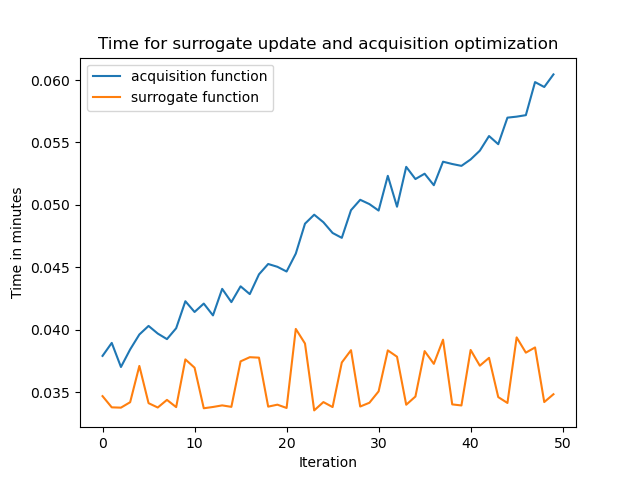 Time for surrogate update and acquisition optimization
acquisition function
surrogate function
Time in minutes
0.060
0.055
0.050
0.045
0.040
0.035
0 10 20 30 40 50
Iteration